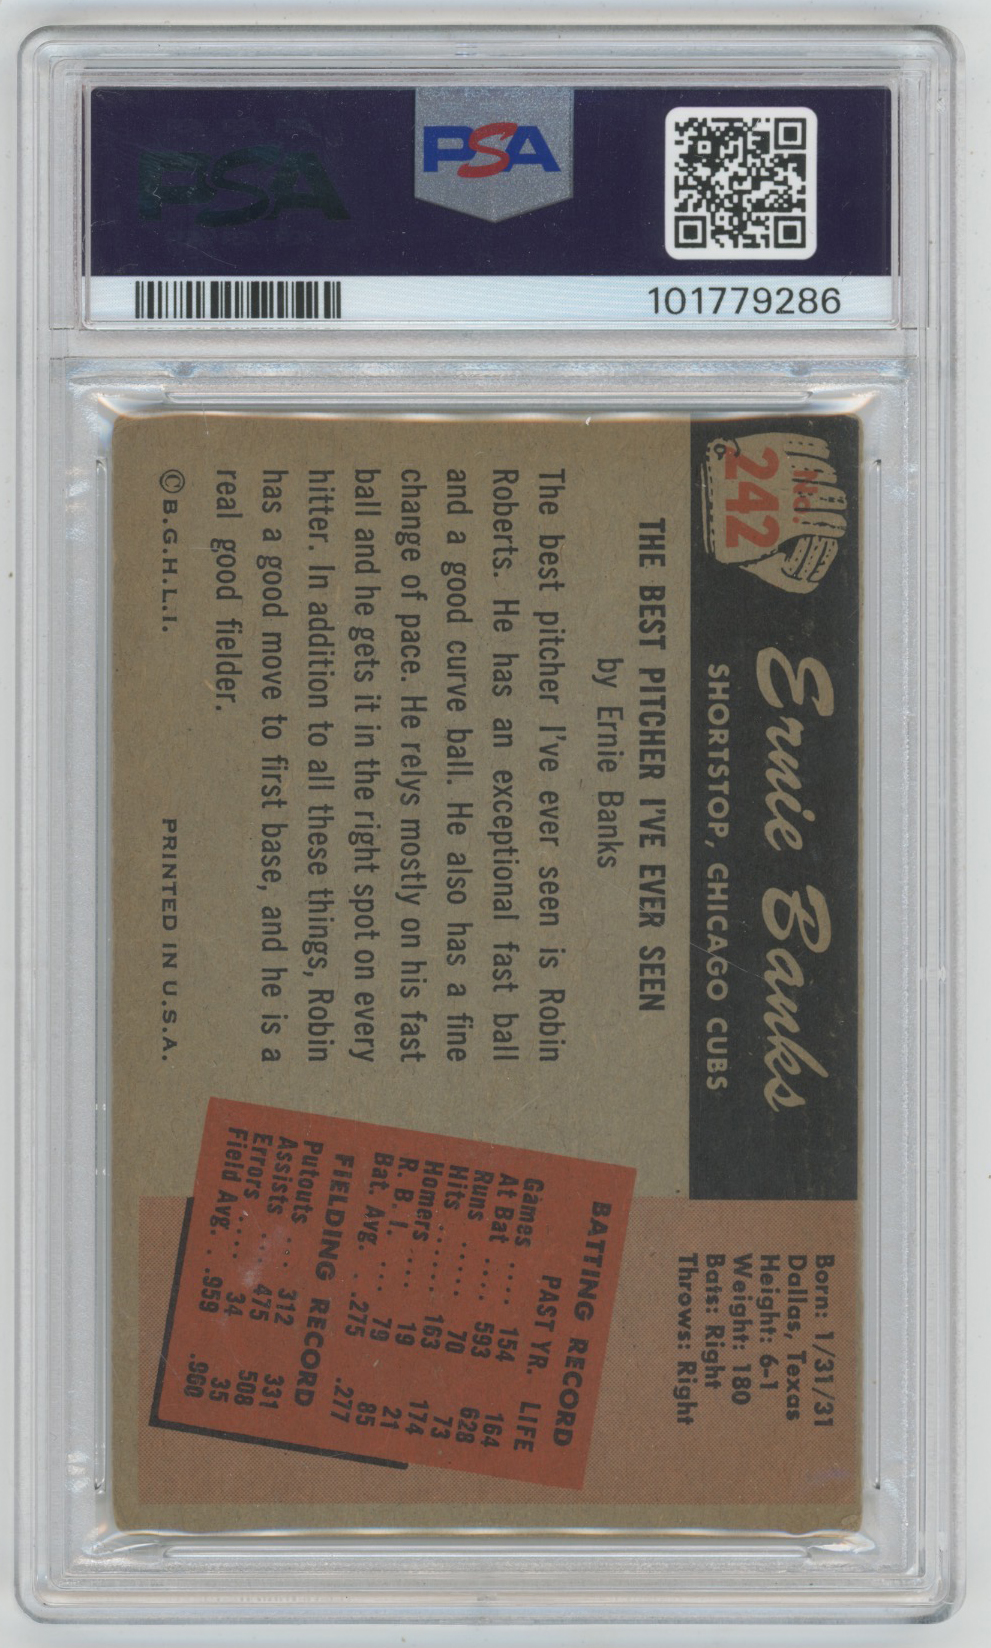 PSA
PSA
101779286
No.
242
Ernie Banks
SHORTSTOP, CHICAGO CUBS
Born: 1/31/31
Dallas, Texas
Height: 6-1
Weight: 180
Bats: Right
Throws: Right
THE BEST PITCHER I'VE EVER SEEN
by Ernie Banks
The best pitcher I've ever seen is Robin
Roberts. He has an exceptional fast ball
and a good curve ball. He also has a fine
change of pace. He relys mostly on his fast
ball and he gets it in the right spot on every
hitter. In addition to all these things, Robin
has a good move to first base, and he is a
real good fielder.
BATTING RECORD
PAST YR. LIFE
Games .... 154 164
At Bat .... 593 628
Runs ..... 70 73
Hits ...... 163 174
Homers .... 19 21
R. B. I. ... 79 85
Bat. Avg. . .275 .277
FIELDING RECORD
Putouts .. 312 331
Assists ... 475 508
Errors .... 34 35
Field Avg. . .959 .960
© B.G.H.L.I. PRINTED IN U.S.A.